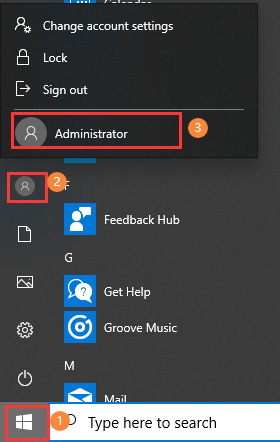 Calendar
Change account settings
Lock
Sign out
Administrator
3
2
F
Feedback Hub
G
Get Help
Groove Music
M
Mail
1
Type here to search